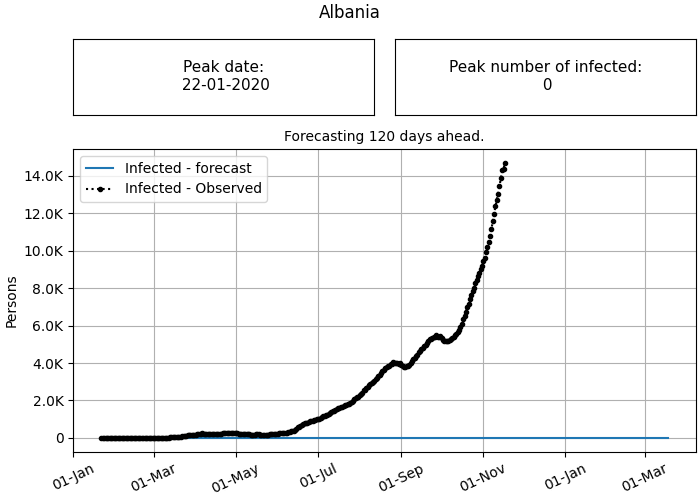 Albania
Peak date:
22-01-2020
Peak number of infected:
0
Forecasting 120 days ahead.
Infected - forecast
Infected - Observed
14.0K
12.0K
10.0K
8.0K
6.0K
4.0K
2.0K
0
Persons
01-Jan
01-Mar
01-May
01-Jul
01-Sep
01-Nov
01-Jan
01-Mar